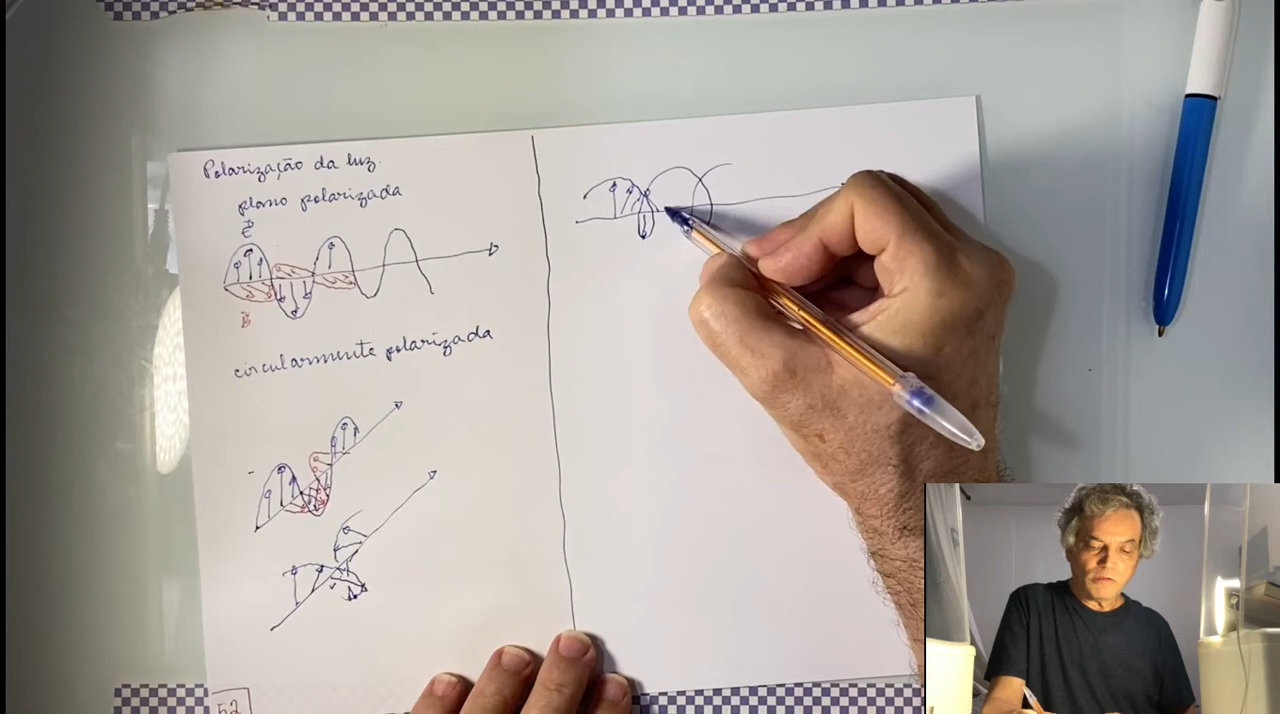 Polarização da luz.
plano polarizada
E
B
circularmente polarizada
52